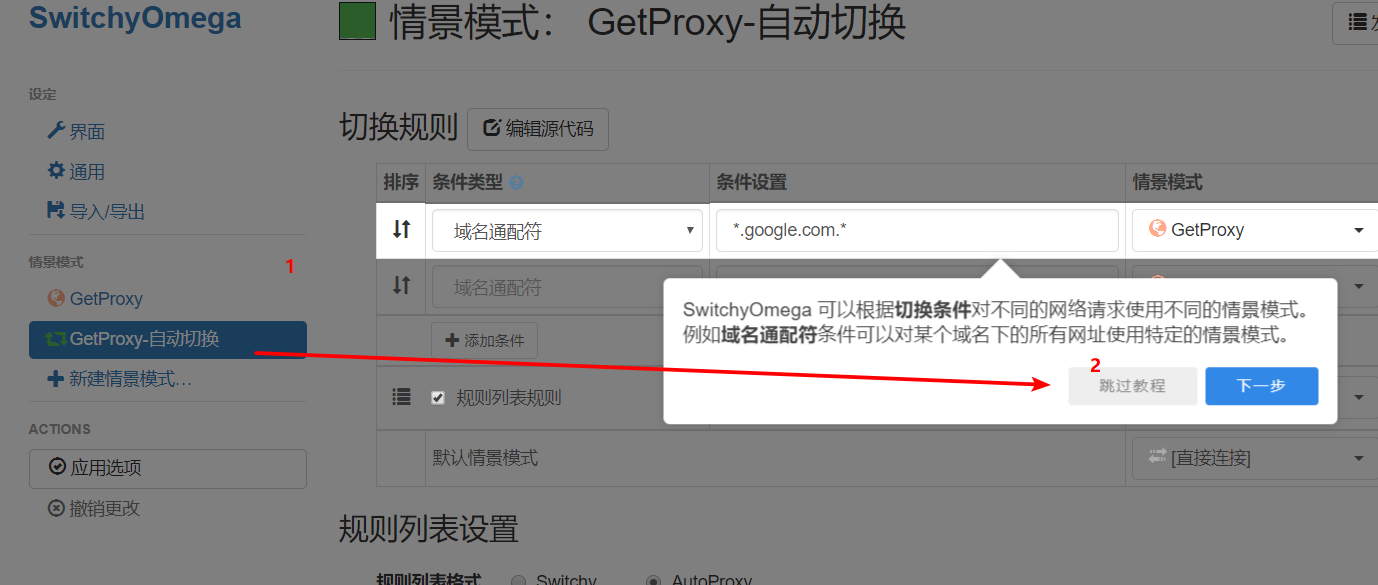 SwitchyOmega
设定
界面
通用
导入/导出
情景模式
1
GetProxy
GetProxy-自动切换
新建情景模式…
ACTIONS
应用选项
撤销更改
情景模式： GetProxy-自动切换
切换规则 编辑源代码
排序 条件类型 条件设置 情景模式
域名通配符 *.google.com.* GetProxy
域名通配符
添加条件
SwitchyOmega 可以根据切换条件对不同的网络请求使用不同的情景模式。
例如域名通配符条件可以对某个域名下的所有网址使用特定的情景模式。
2
跳过教程 下一步
规则列表规则
默认情景模式 [直接连接]
规则列表设置
规则列表格式 Switchy AutoProxy